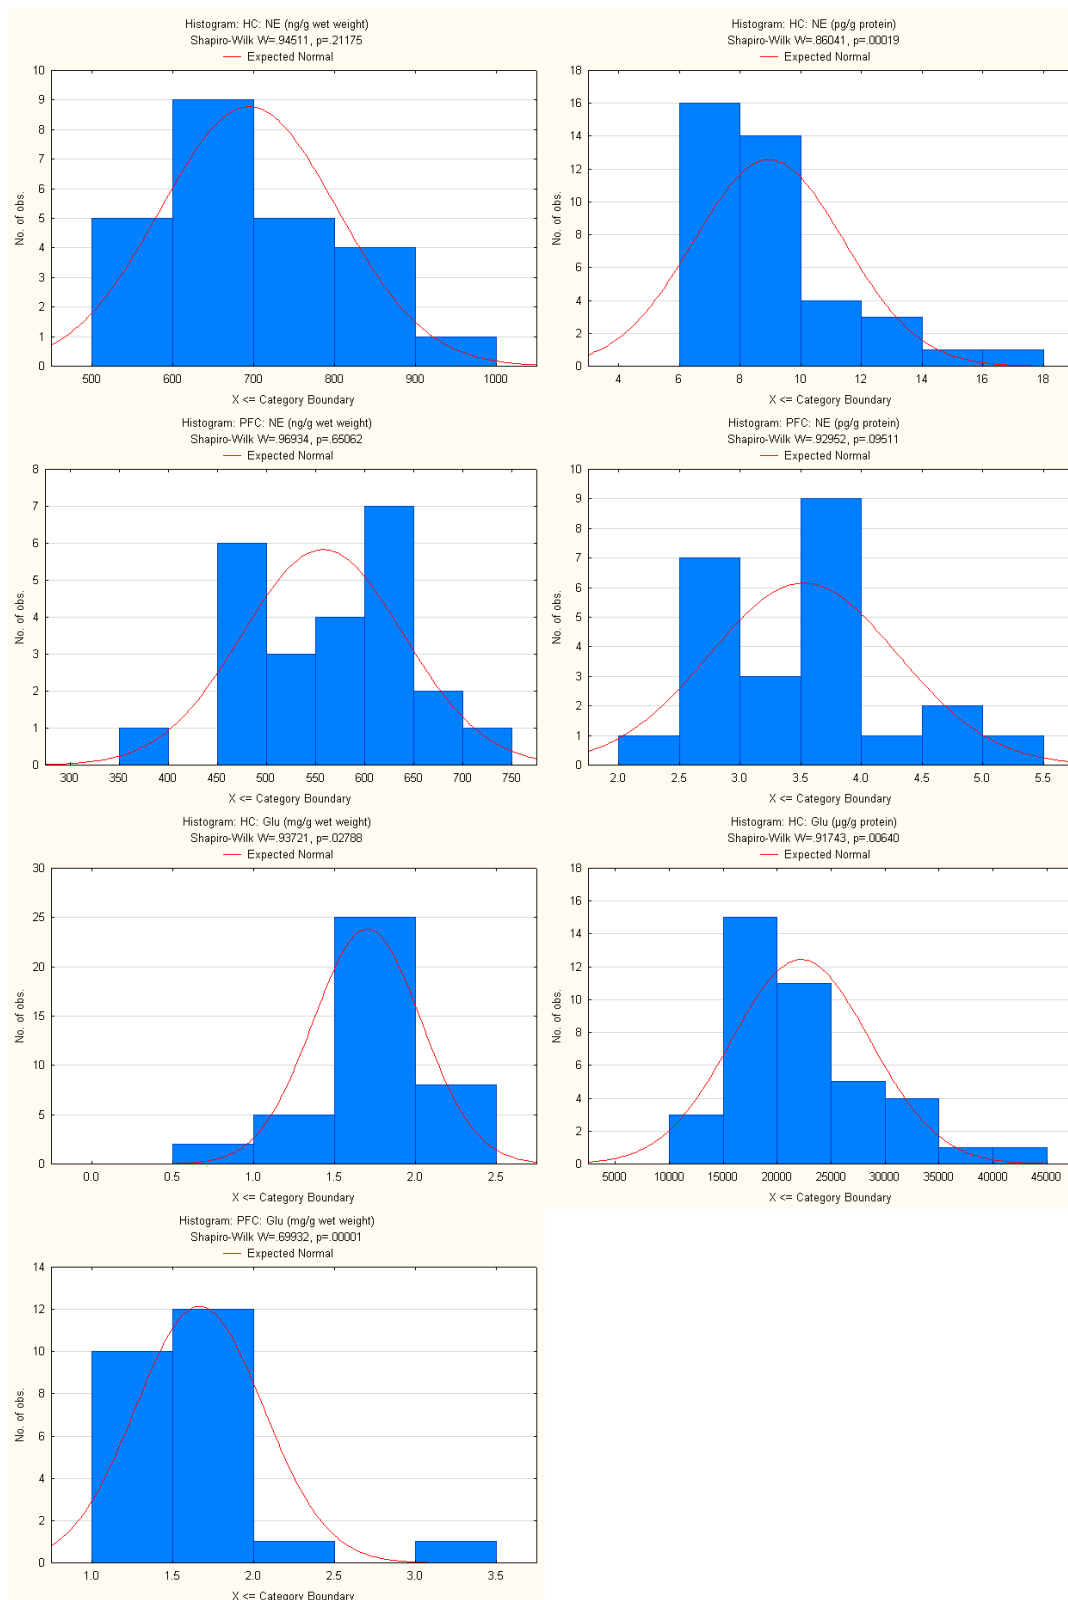 Histogram: HC: NE (ng/g wet weight)
Shapiro-Wilk W=.94511, p=.21175
Expected Normal
10
9
8
7
6
5
4
3
2
1
0
No. of obs.
500 600 700 800 900 1000
X <= Category Boundary
Histogram: HC: NE (pg/g protein)
Shapiro-Wilk W=.86041, p=.00019
Expected Normal
18
16
14
12
10
8
6
4
2
0
No. of obs.
4 6 8 10 12 14 16 18
X <= Category Boundary
Histogram: PFC: NE (ng/g wet weight)
Shapiro-Wilk W=.96934, p=.65062
Expected Normal
8
7
6
5
4
3
2
1
0
No. of obs.
300 350 400 450 500 550 600 650 700 750
X <= Category Boundary
Histogram: PFC: NE (pg/g protein)
Shapiro-Wilk W=.92952, p=.09511
Expected Normal
10
9
8
7
6
5
4
3
2
1
0
No. of obs.
2.0 2.5 3.0 3.5 4.0 4.5 5.0 5.5
X <= Category Boundary
Histogram: HC: Glu (mg/g wet weight)
Shapiro-Wilk W=.93721, p=.02788
Expected Normal
30
25
20
15
10
5
0
No. of obs.
0.0 0.5 1.0 1.5 2.0 2.5
X <= Category Boundary
Histogram: HC: Glu (µg/g protein)
Shapiro-Wilk W=.91743, p=.00640
Expected Normal
18
16
14
12
10
8
6
4
2
0
No. of obs.
5000 10000 15000 20000 25000 30000 35000 40000 45000
X <= Category Boundary
Histogram: PFC: Glu (mg/g wet weight)
Shapiro-Wilk W=.69932, p=.00001
Expected Normal
14
12
10
8
6
4
2
0
No. of obs.
1.0 1.5 2.0 2.5 3.0 3.5
X <= Category Boundary